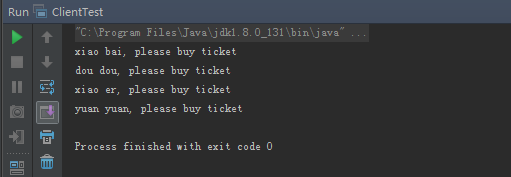 Run ClientTest
"C:\Program Files\Java\jdk1.8.0_131\bin\java" ...
xiao bai, please buy ticket
dou dou, please buy ticket
xiao er, please buy ticket
yuan yuan, please buy ticket
Process finished with exit code 0